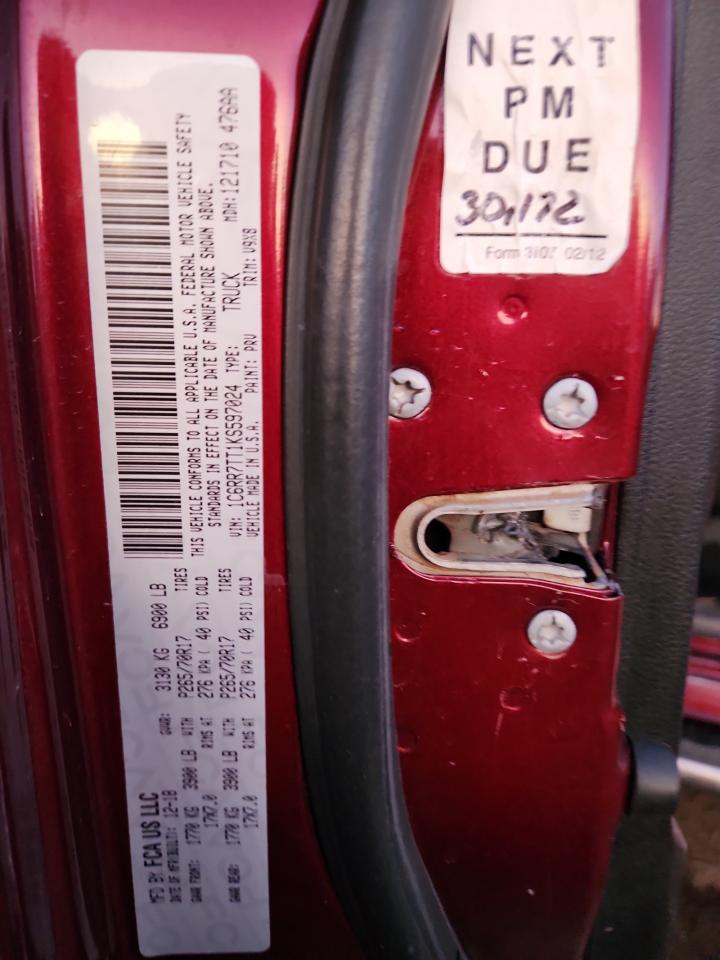 MFD BY FCA US LLC
DATE OF MFR(BUILT): 12-18 GVWR: 3130 KG 6900 LB
GAWR FRONT: 1770 KG 3900 LB WITH P265/70R17 TIRES
17X7.0 RIMS AT 276 KPA ( 40 PSI) COLD
GAWR REAR: 1770 KG 3900 LB WITH P265/70R17 TIRES
17X7.0 RIMS AT 276 KPA ( 40 PSI) COLD
THIS VEHICLE CONFORMS TO ALL APPLICABLE U.S.A. FEDERAL MOTOR VEHICLE SAFETY
STANDARDS IN EFFECT ON THE DATE OF MANUFACTURE SHOWN ABOVE.
VIN: 1C6RR7TT1KS597024 TYPE: TRUCK MDH: 121710 476AA
VEHICLE MADE IN U.S.A. PAINT: PRV TRIM: V9X8
NEXT
PM
DUE
Form 02/12